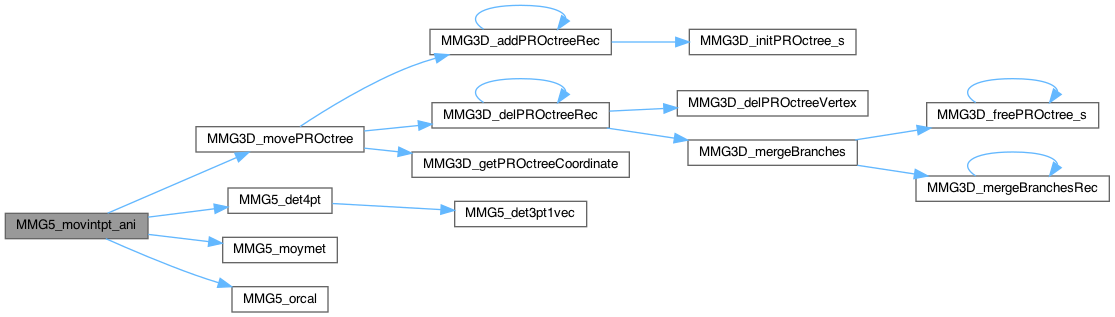 MMG5_movintpt_ani
MMG3D_movePROctree
MMG3D_addPROctreeRec
MMG3D_initPROctree_s
MMG3D_delPROctreeRec
MMG3D_delPROctreeVertex
MMG3D_mergeBranches
MMG3D_freePROctree_s
MMG3D_mergeBranchesRec
MMG3D_getPROctreeCoordinate
MMG5_det4pt
MMG5_det3pt1vec
MMG5_moymet
MMG5_orcal